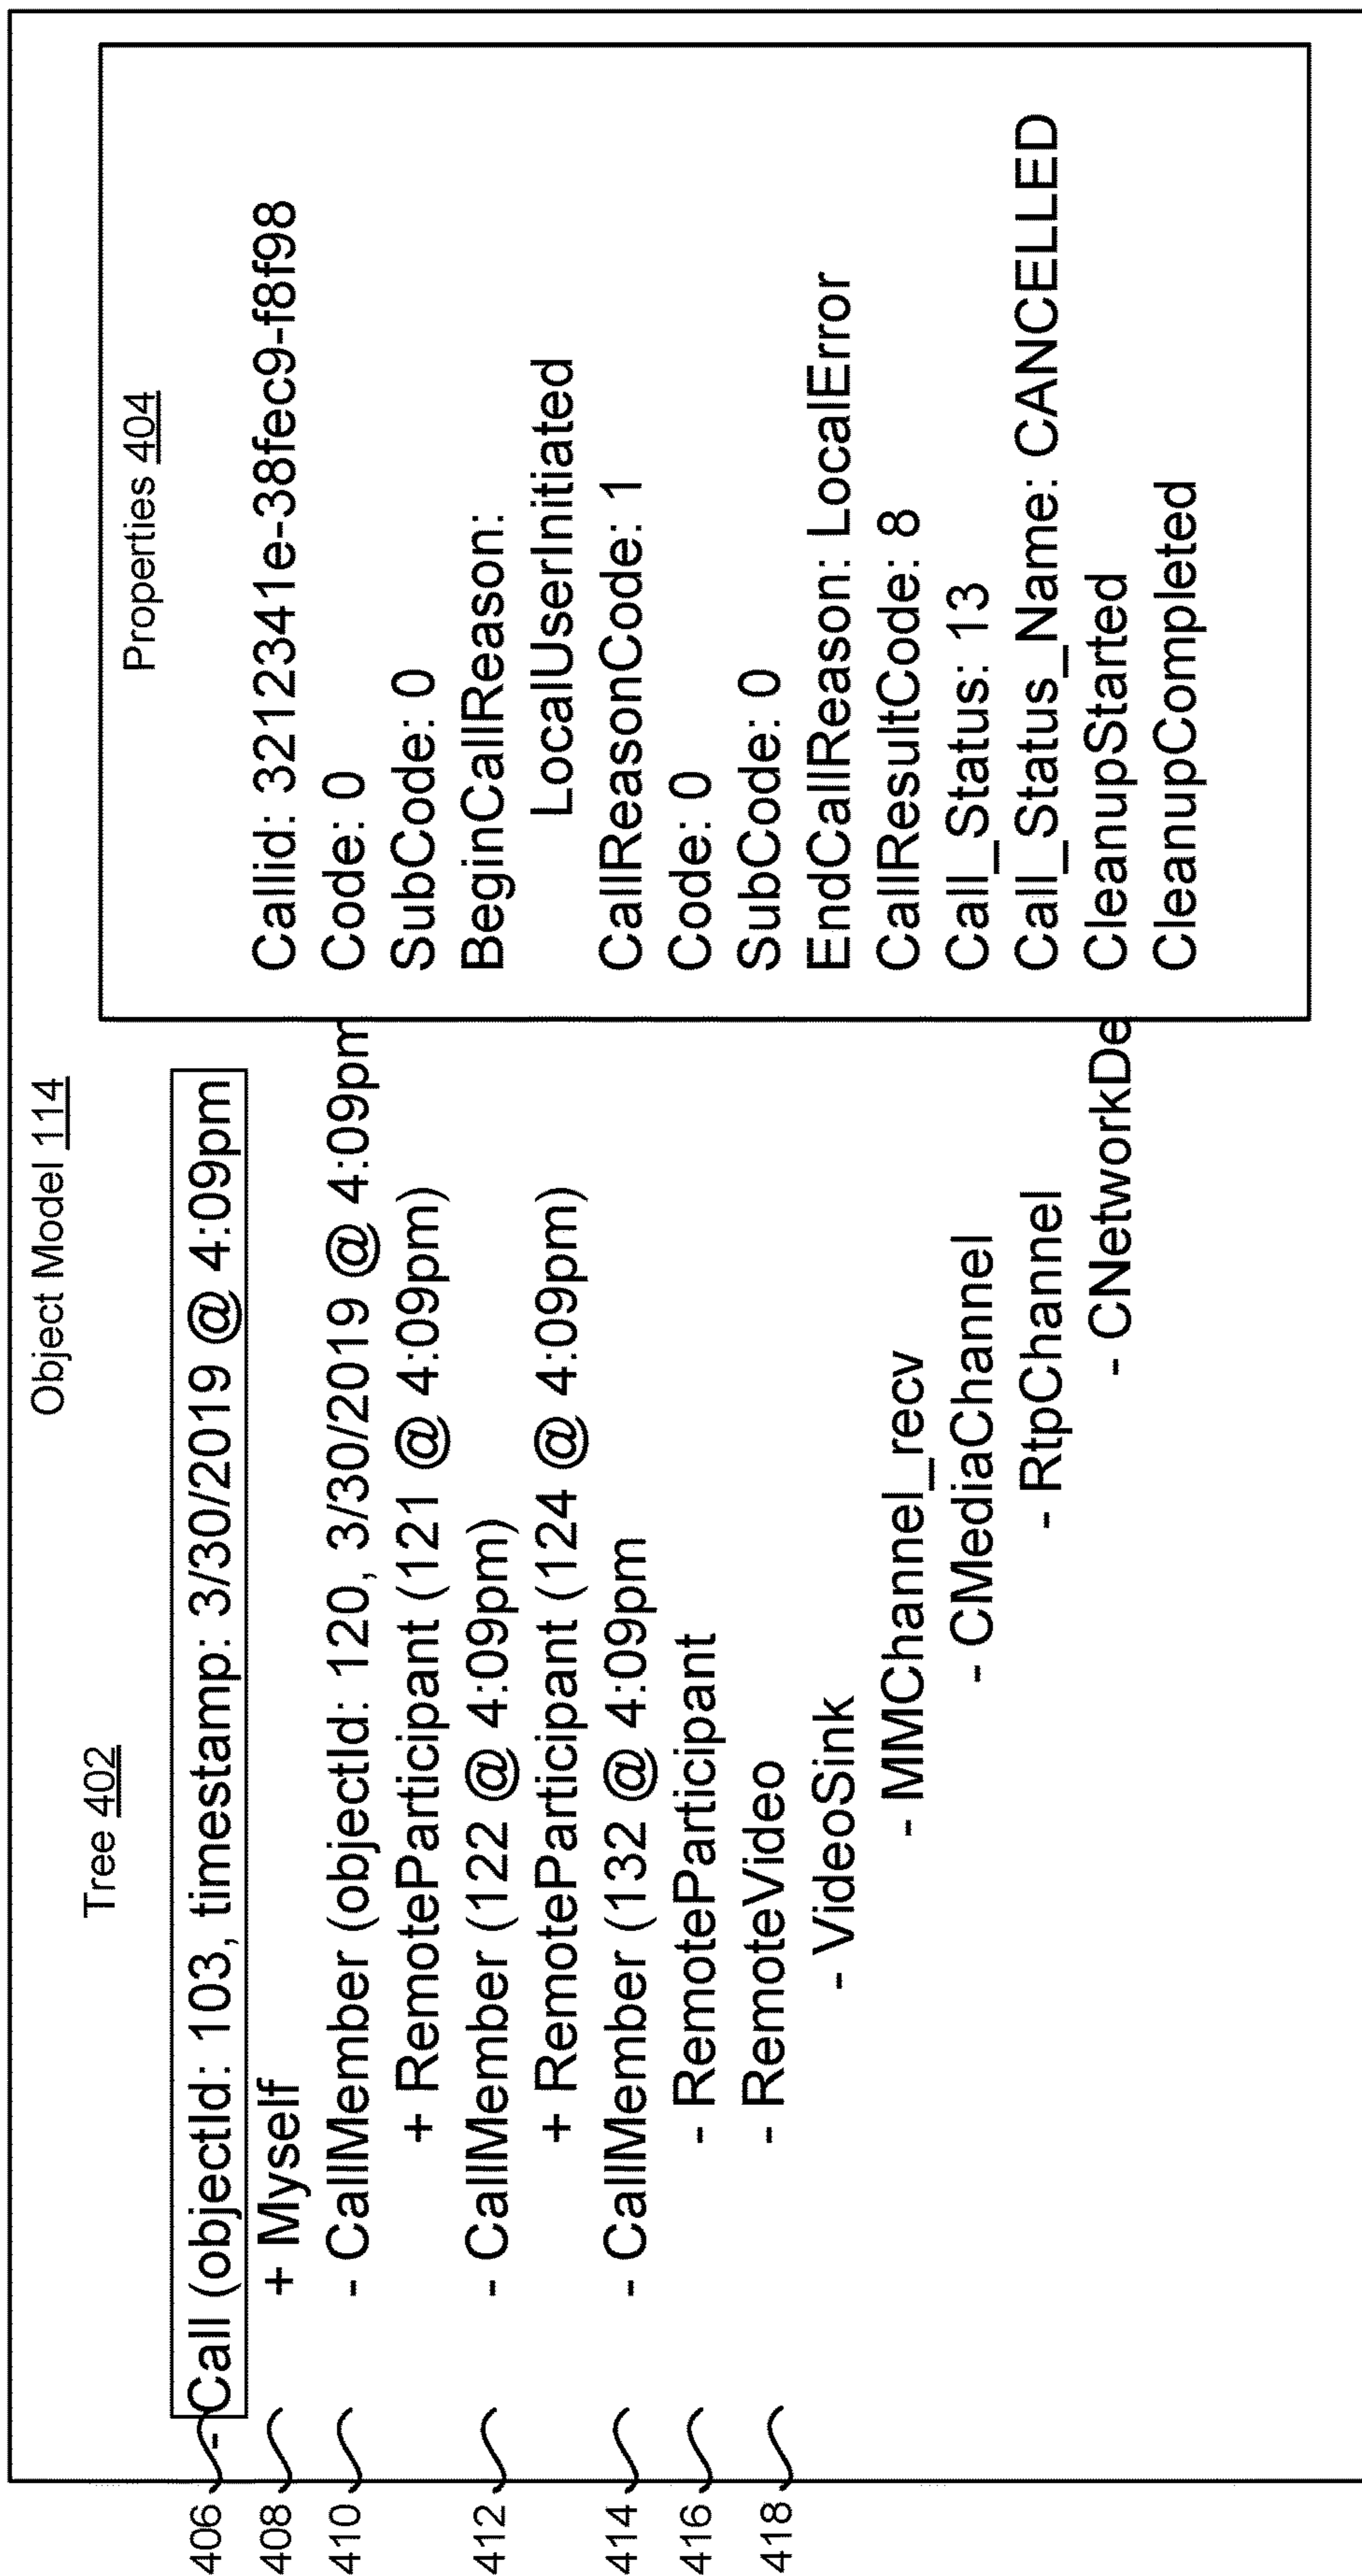 Object Model 114
Tree 402
406
- Call (objectId: 103, timestamp: 3/30/2019 @ 4:09pm
408
+ Myself
410
- CallMember (objectId: 120, 3/30/2019 @ 4:09pm
+ RemoteParticipant (121 @ 4:09pm)
412
- CallMember (122 @ 4:09pm)
+ RemoteParticipant (124 @ 4:09pm)
414
- CallMember (132 @ 4:09pm
416
- RemoteParticipant
418
- RemoteVideo
- VideoSink
- MMChannel_recv
- CMediaChannel
- RtpChannel
- CNetworkDe
Properties 404
Callid: 3212341e-38fec9-f8f98
Code: 0
SubCode: 0
BeginCallReason:
LocalUserInitiated
CallReasonCode: 1
Code: 0
SubCode: 0
EndCallReason: LocalError
CallResultCode: 8
Call_Status: 13
Call_Status_Name: CANCELLED
CleanupStarted
CleanupCompleted